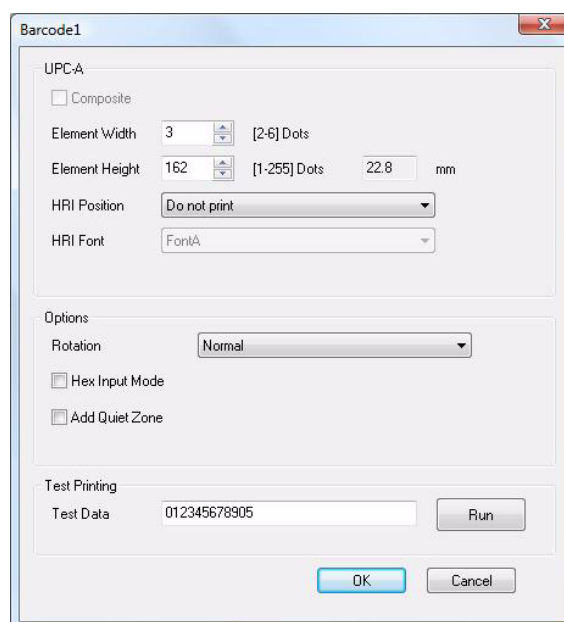 Barcode1
UPC-A
Composite
Element Width 3 [2-6] Dots
Element Height 162 [1-255] Dots 22.8 mm
HRI Position Do not print
HRI Font FontA
Options
Rotation Normal
Hex Input Mode
Add Quiet Zone
Test Printing
Test Data 012345678905 Run
OK Cancel